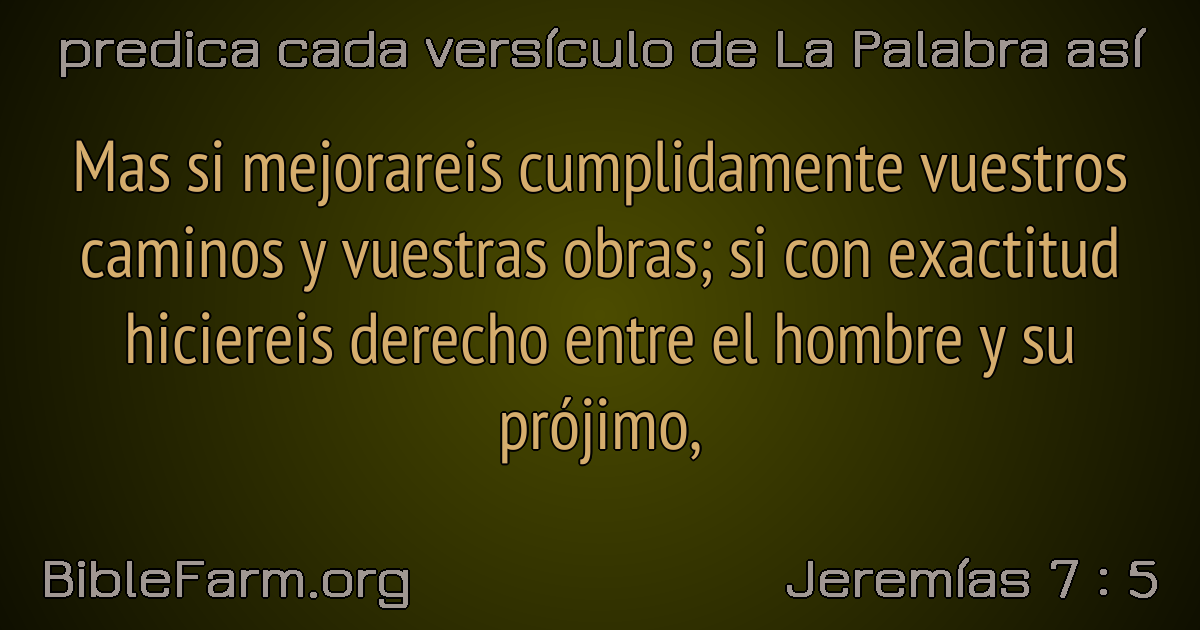 predica cada versículo de La Palabra así
Mas si mejorareis cumplidamente vuestros
caminos y vuestras obras; si con exactitud
hiciereis derecho entre el hombre y su
prójimo,
BibleFarm.org
Jeremías 7 : 5